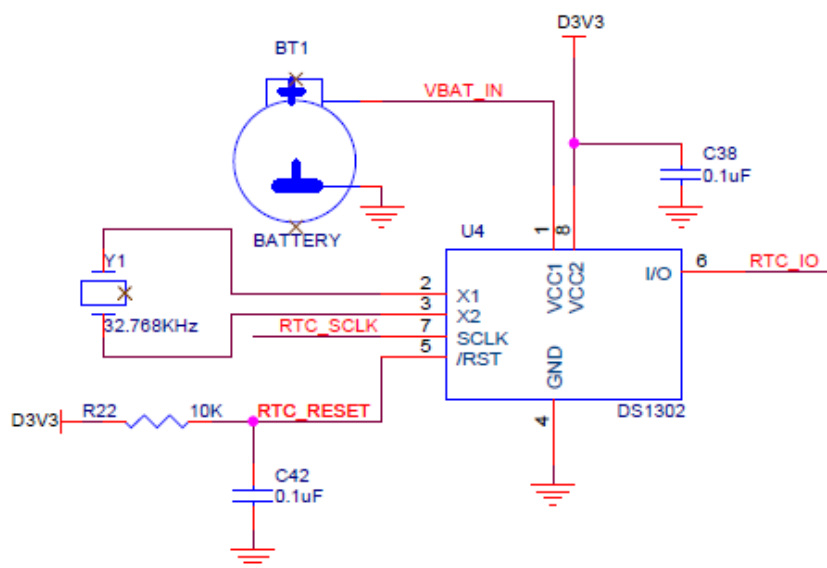 D3V3
BT1
VBAT_IN
C38
0.1uF
BATTERY
U4
1
8
Y1
32.768KHz
2
X1
3
X2
7
SCLK
5
/RST
VCC1
VCC2
GND
I/O
6
RTC_IO
RTC_SCLK
4
DS1302
D3V3
R22
10K
RTC_RESET
C42
0.1uF